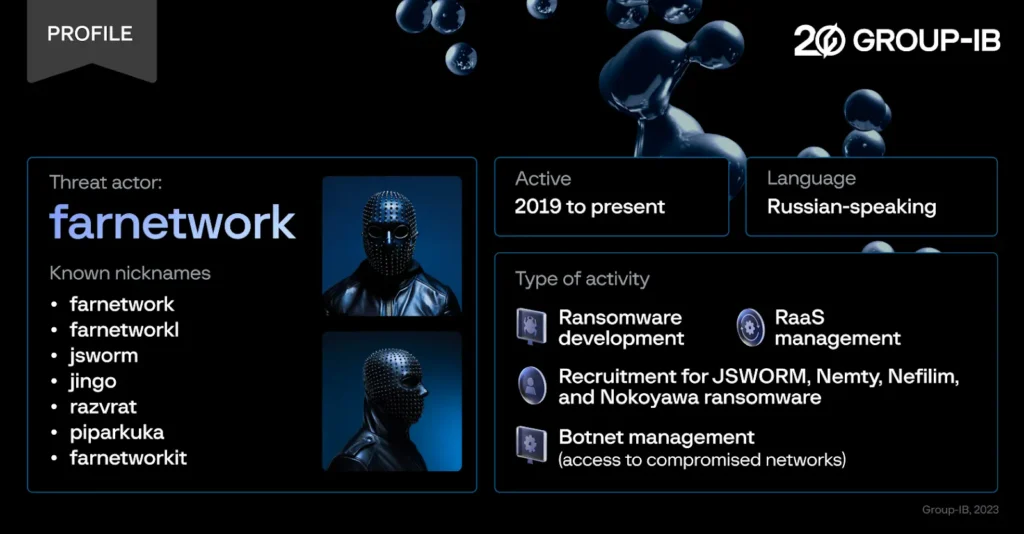 PROFILE
20 GROUP-IB
Threat actor:
farnetwork
Known nicknames
• farnetwork
• farnetworkl
• jsworm
• jingo
• razvrat
• piparkuka
• farnetworkit
Active
2019 to present
Language
Russian-speaking
Type of activity
Ransomware
development
RaaS
management
Recruitment for JSWORM, Nemty, Nefilim,
and Nokoyawa ransomware
Botnet management
(access to compromised networks)
Group-IB, 2023